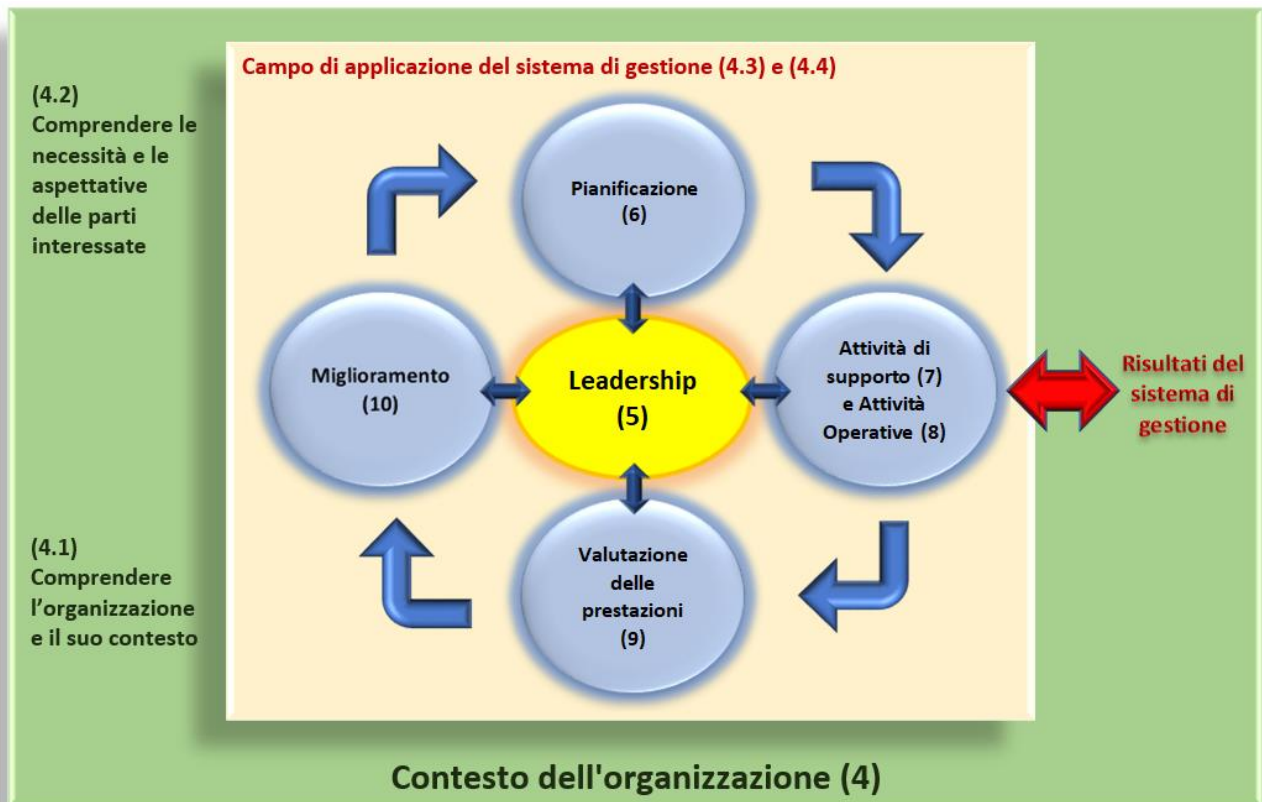 Campo di applicazione del sistema di gestione (4.3) e (4.4)
(4.2)
Comprendere le
necessità e le
aspettative
delle parti
interessate
Pianificazione
(6)
Miglioramento
(10)
Leadership
(5)
Attività di
supporto (7)
e Attività
Operative (8)
Risultati del
sistema di
gestione
(4.1)
Comprendere
l'organizzazione
e il suo contesto
Valutazione
delle
prestazioni
(9)
Contesto dell'organizzazione (4)